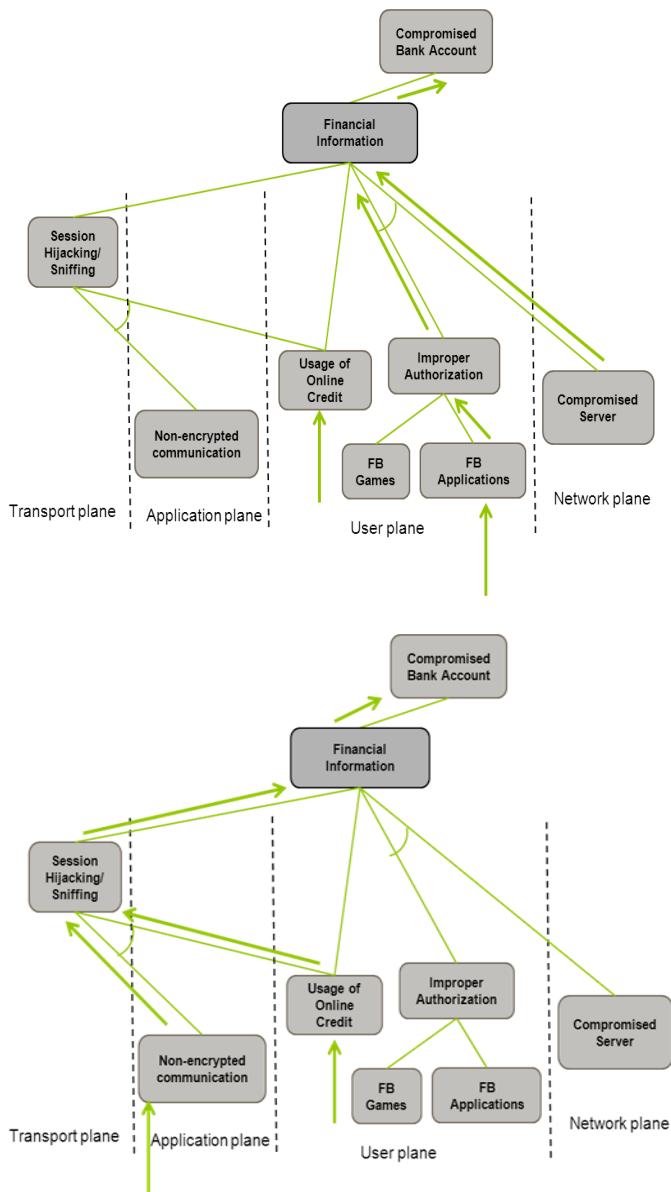 Compromised
Bank Account
Financial
Information
Session
Hijacking/
Sniffing
Usage of
Online
Credit
Improper
Authorization
Compromised
Server
Non-encrypted
communication
FB
Games
FB
Applications
Transport plane
Application plane
User plane
Network plane
Compromised
Bank Account
Financial
Information
Session
Hijacking/
Sniffing
Usage of
Online
Credit
Improper
Authorization
Compromised
Server
Non-encrypted
communication
FB
Games
FB
Applications
Transport plane
Application plane
User plane
Network plane